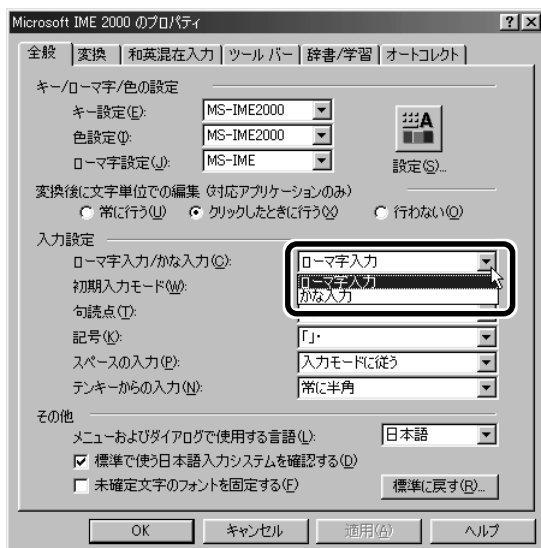 Microsoft IME 2000 のプロパティ
全般 変換 和英混在入力 ツール バー 辞書/学習 オートコレクト
キー/ローマ字/色の設定
キー設定(E): MS-IME2000
色設定(I): MS-IME2000
ローマ字設定(J): MS-IME
設定(S)...
変換後に文字単位での編集 (対応アプリケーションのみ)
常に行う(U) クリックしたときに行う(X) 行わない(O)
入力設定
ローマ字入力/かな入力(C): ローマ字入力
ローマ字入力
かな入力
初期入力モード(W):
句読点(T):
記号(K): 「」・
スペースの入力(P): 入力モードに従う
テンキーからの入力(N): 常に半角
その他
メニューおよびダイアログで使用する言語(L): 日本語
標準で使う日本語入力システムを確認する(D)
未確定文字のフォントを固定する(F) 標準に戻す(R)...
OK キャンセル 適用(A) ヘルプ